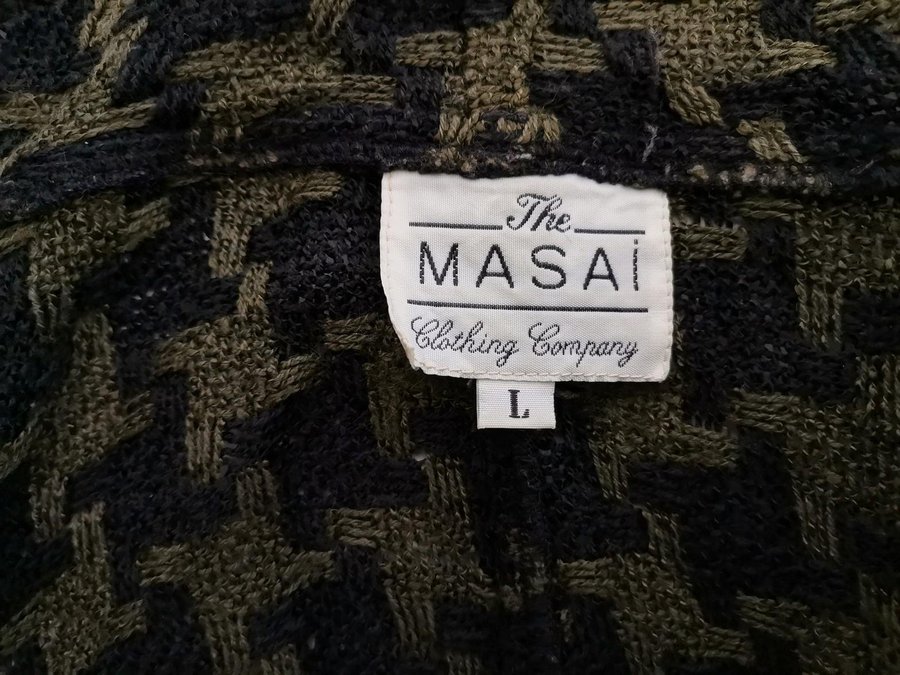 The
MASAi
Clothing Company
L